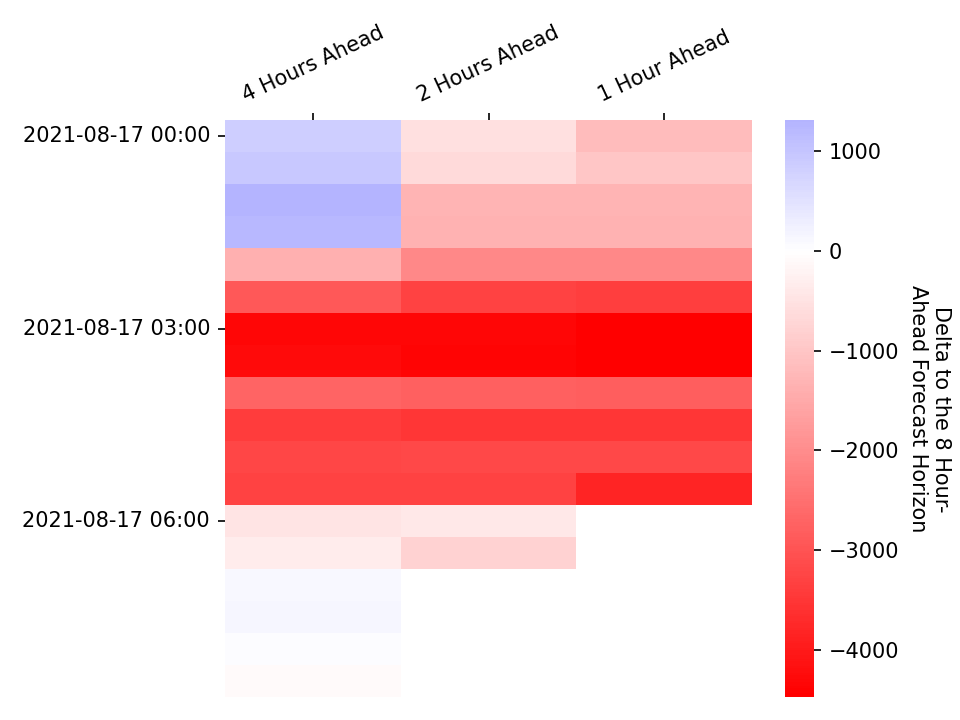 4 Hours Ahead
2 Hours Ahead
1 Hour Ahead
2021-08-17 00:00
2021-08-17 03:00
2021-08-17 06:00
1000
0
−1000
−2000
−3000
−4000
Delta to the 8 Hour-
Ahead Forecast Horizon